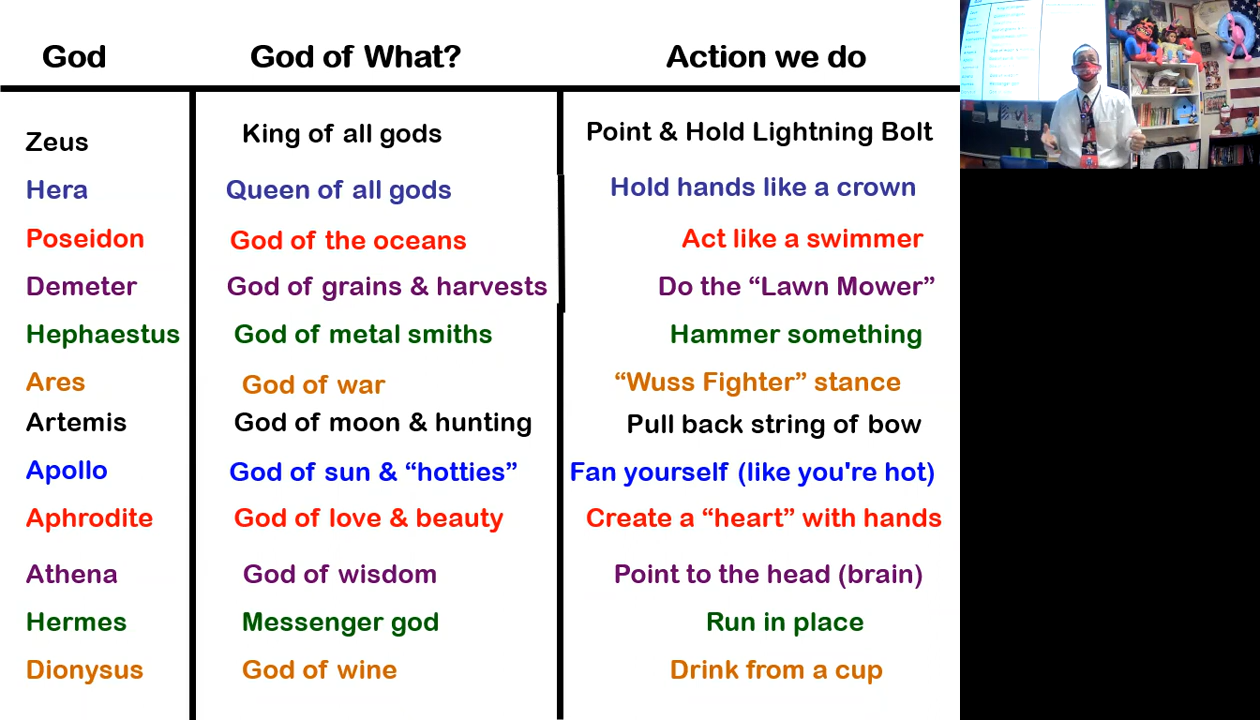 God God of What? Action we do
Zeus King of all gods Point & Hold Lightning Bolt
Hera Queen of all gods Hold hands like a crown
Poseidon God of the oceans Act like a swimmer
Demeter God of grains & harvests Do the “Lawn Mower”
Hephaestus God of metal smiths Hammer something
Ares God of war “Wuss Fighter” stance
Artemis God of moon & hunting Pull back string of bow
Apollo God of sun & “hotties” Fan yourself (like you're hot)
Aphrodite God of love & beauty Create a “heart” with hands
Athena God of wisdom Point to the head (brain)
Hermes Messenger god Run in place
Dionysus God of wine Drink from a cup